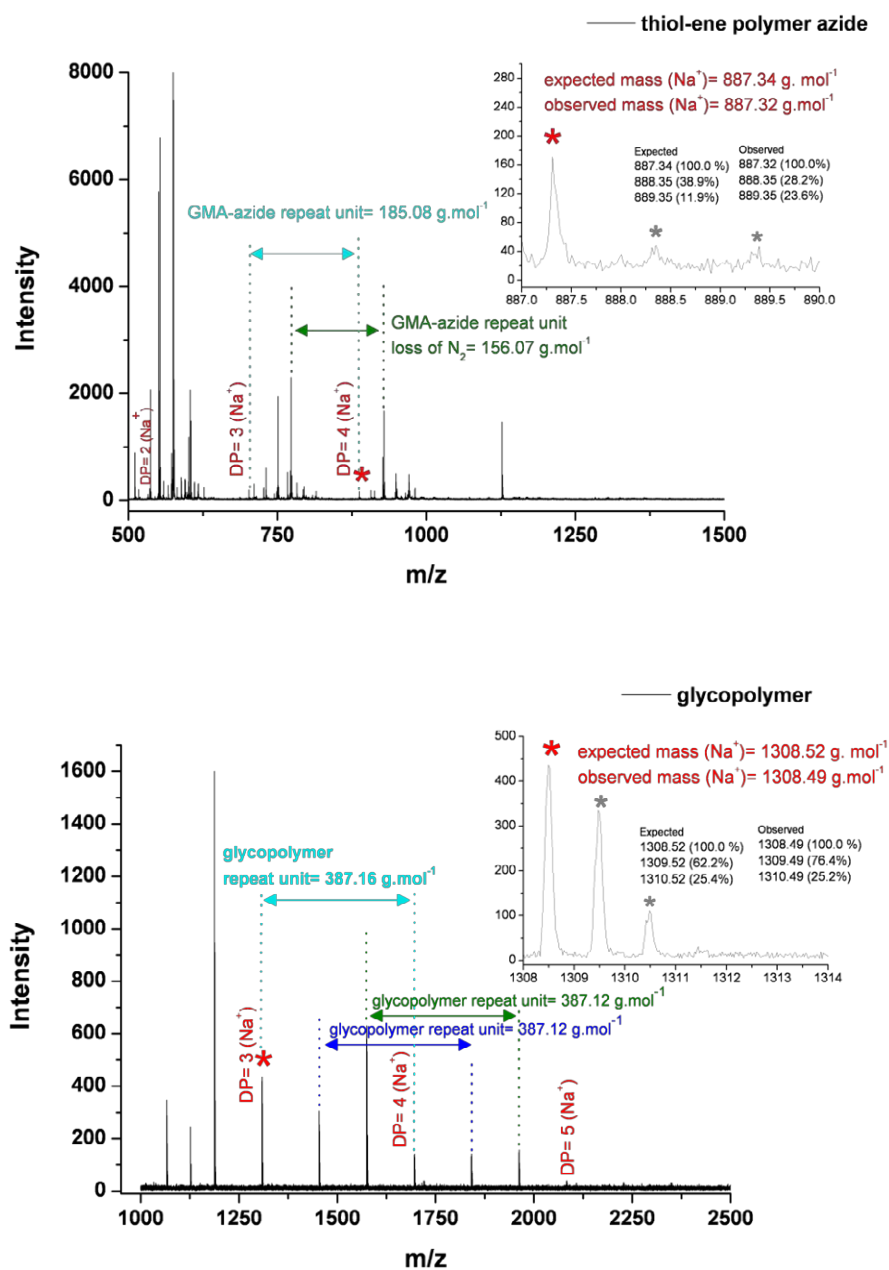 thiol-ene polymer azide
8000
6000
4000
2000
0
Intensity
500
750
1000
1250
1500
m/z
GMA-azide repeat unit= 185.08 g.mol⁻¹
GMA-azide repeat unit
loss of N₂= 156.07 g.mol⁻¹
DP= 2 (Na⁺)
DP= 3 (Na⁺)
DP= 4 (Na⁺)
*
280
240
200
160
120
80
40
0
887.0
887.5
888.0
888.5
889.0
889.5
890.0
expected mass (Na⁺)= 887.34 g. mol⁻¹
observed mass (Na⁺)= 887.32 g.mol⁻¹
*
Expected
887.34 (100.0 %)
888.35 (38.9%)
889.35 (11.9%)
Observed
887.32 (100.0%)
888.35 (28.2%)
889.35 (23.6%)
*
*
glycopolymer
1600
1400
1200
1000
800
600
400
200
0
Intensity
1000
1250
1500
1750
2000
2250
2500
m/z
glycopolymer
repeat unit= 387.16 g.mol⁻¹
glycopolymer repeat unit= 387.12 g.mol⁻¹
glycopolymer repeat unit= 387.12 g.mol⁻¹
DP= 3 (Na⁺)
*
DP= 4 (Na⁺)
DP= 5 (Na⁺)
500
400
300
200
100
0
1308
1309
1310
1311
1312
1313
1314
*
expected mass (Na⁺)= 1308.52 g. mol⁻¹
observed mass (Na⁺)= 1308.49 g.mol⁻¹
*
*
Expected
1308.52 (100.0 %)
1309.52 (62.2%)
1310.52 (25.4%)
Observed
1308.49 (100.0 %)
1309.49 (76.4%)
1310.49 (25.2%)